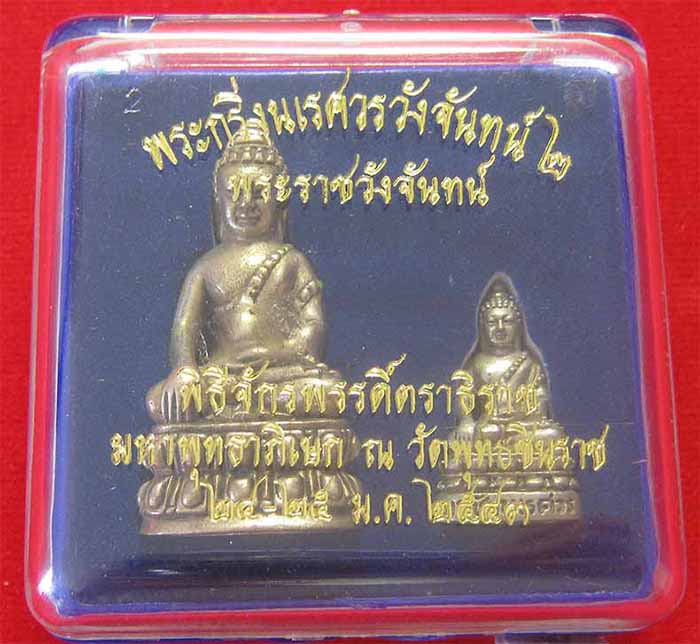 พระกริ่งนเรศวรวังจันทน์ ๒
พระราชวังจันทน์
พิธีจักรพรรดิ์ตราธิราช
มหาพุทธาภิเษก ณ วัดพุทธชินราช
๒๔-๒๕ ม.ค. ๒๕๔๓